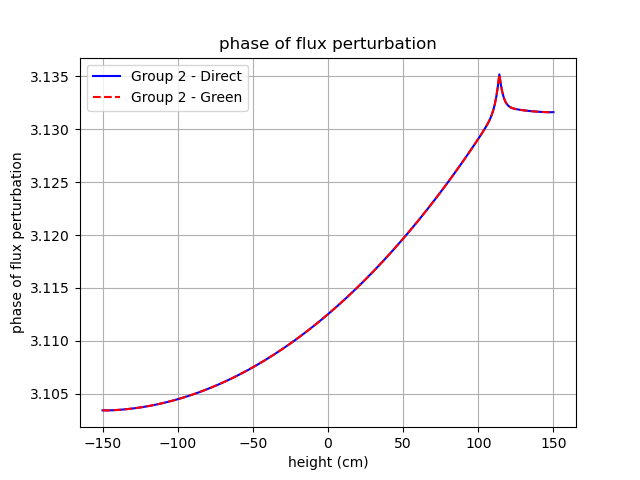 phase of flux perturbation
Group 2 - Direct
Group 2 - Green
phase of flux perturbation
3.135
3.130
3.125
3.120
3.115
3.110
3.105
−150
−100
−50
0
50
100
150
height (cm)